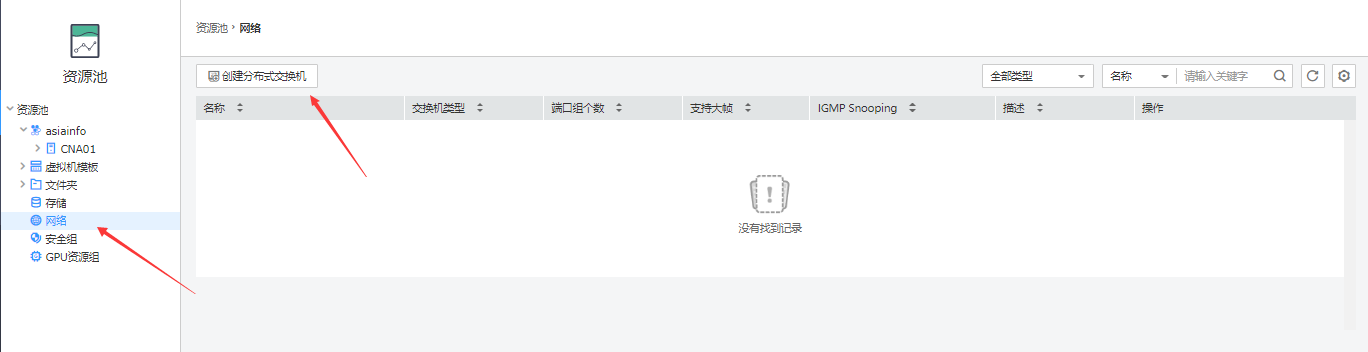 资源池
资源池
asiainfo
CNA01
虚拟机模板
文件夹
存储
网络
安全组
GPU资源组
资源池 › 网络
创建分布式交换机
全部类型 名称 请输入关键字
名称 交换机类型 端口组个数 支持大帧 IGMP Snooping 描述 操作
没有找到记录